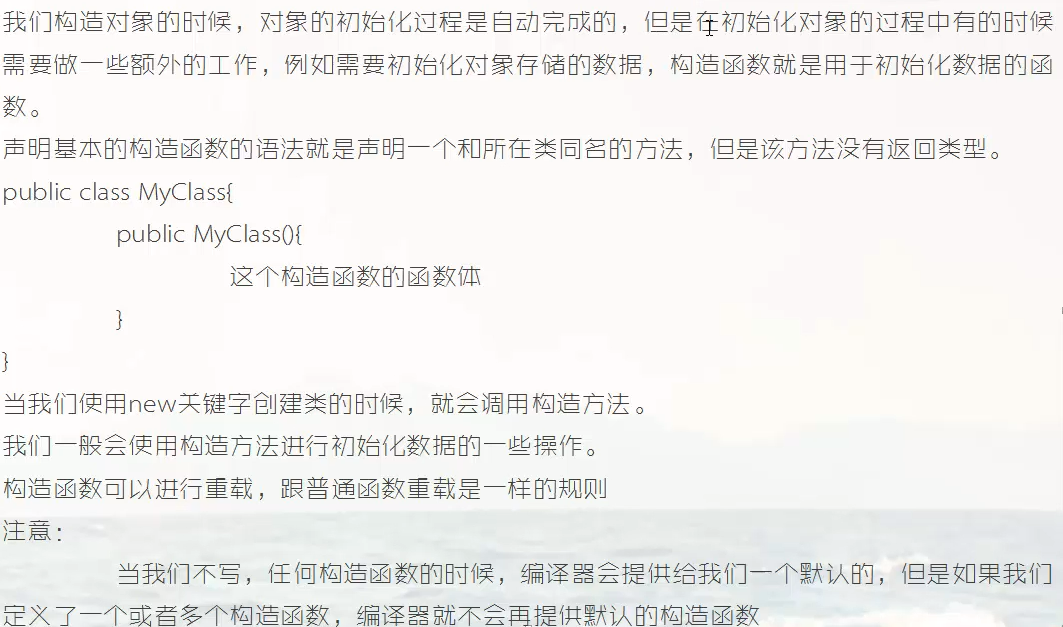 我们构造对象的时候，对象的初始化过程是自动完成的，但是在初始化对象的过程中有的时候
需要做一些额外的工作，例如需要初始化对象存储的数据，构造函数就是用于初始化数据的函
数。
声明基本的构造函数的语法就是声明一个和所在类同名的方法，但是该方法没有返回类型。
public class MyClass{
public MyClass(){
这个构造函数的函数体
}
}
当我们使用new关键字创建类的时候，就会调用构造方法。
我们一般会使用构造方法进行初始化数据的一些操作。
构造函数可以进行重载，跟普通函数重载是一样的规则
注意：
当我们不写，任何构造函数的时候，编译器会提供给我们一个默认的，但是如果我们
定义了一个或者多个构造函数，编译器就不会再提供默认的构造函数